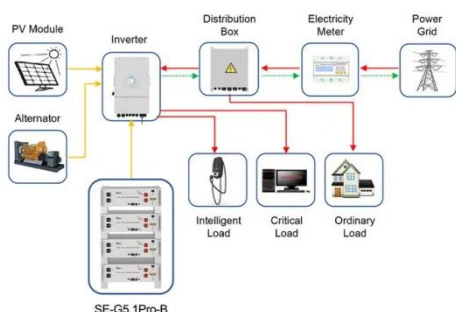 PV Module
Inverter
Distribution
Box
Electricity
Meter
Power
Grid
Alternator
Intelligent
Load
Critical
Load
Ordinary
Load
SE-G5.1Pro-B